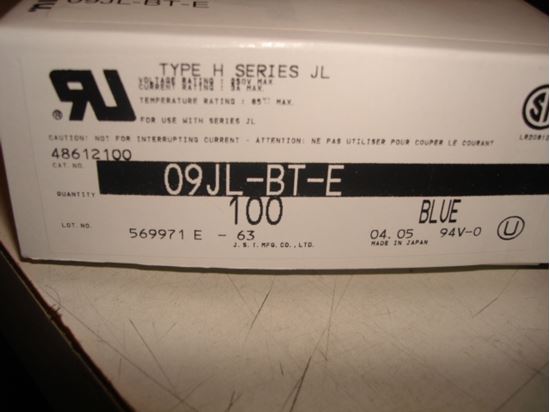 09JL-BT-E
TYPE H SERIES JL
VOLTAGE RATING : 250V MAX.
CURRENT RATING : 3A MAX.
TEMPERATURE RATING : 85°C MAX.
FOR USE WITH SERIES JL
CAUTION: NOT FOR INTERRUPTING CURRENT - ATTENTION: NE PAS UTILISER POUR COUPER LE COURANT
48612100
CAT NO. 09JL-BT-E
QUANTITY 100 BLUE
LOT NO. 569971 E - 63 04.05 94V-0 U
J.S.T.MFG.CO.,LTD. MADE IN JAPAN